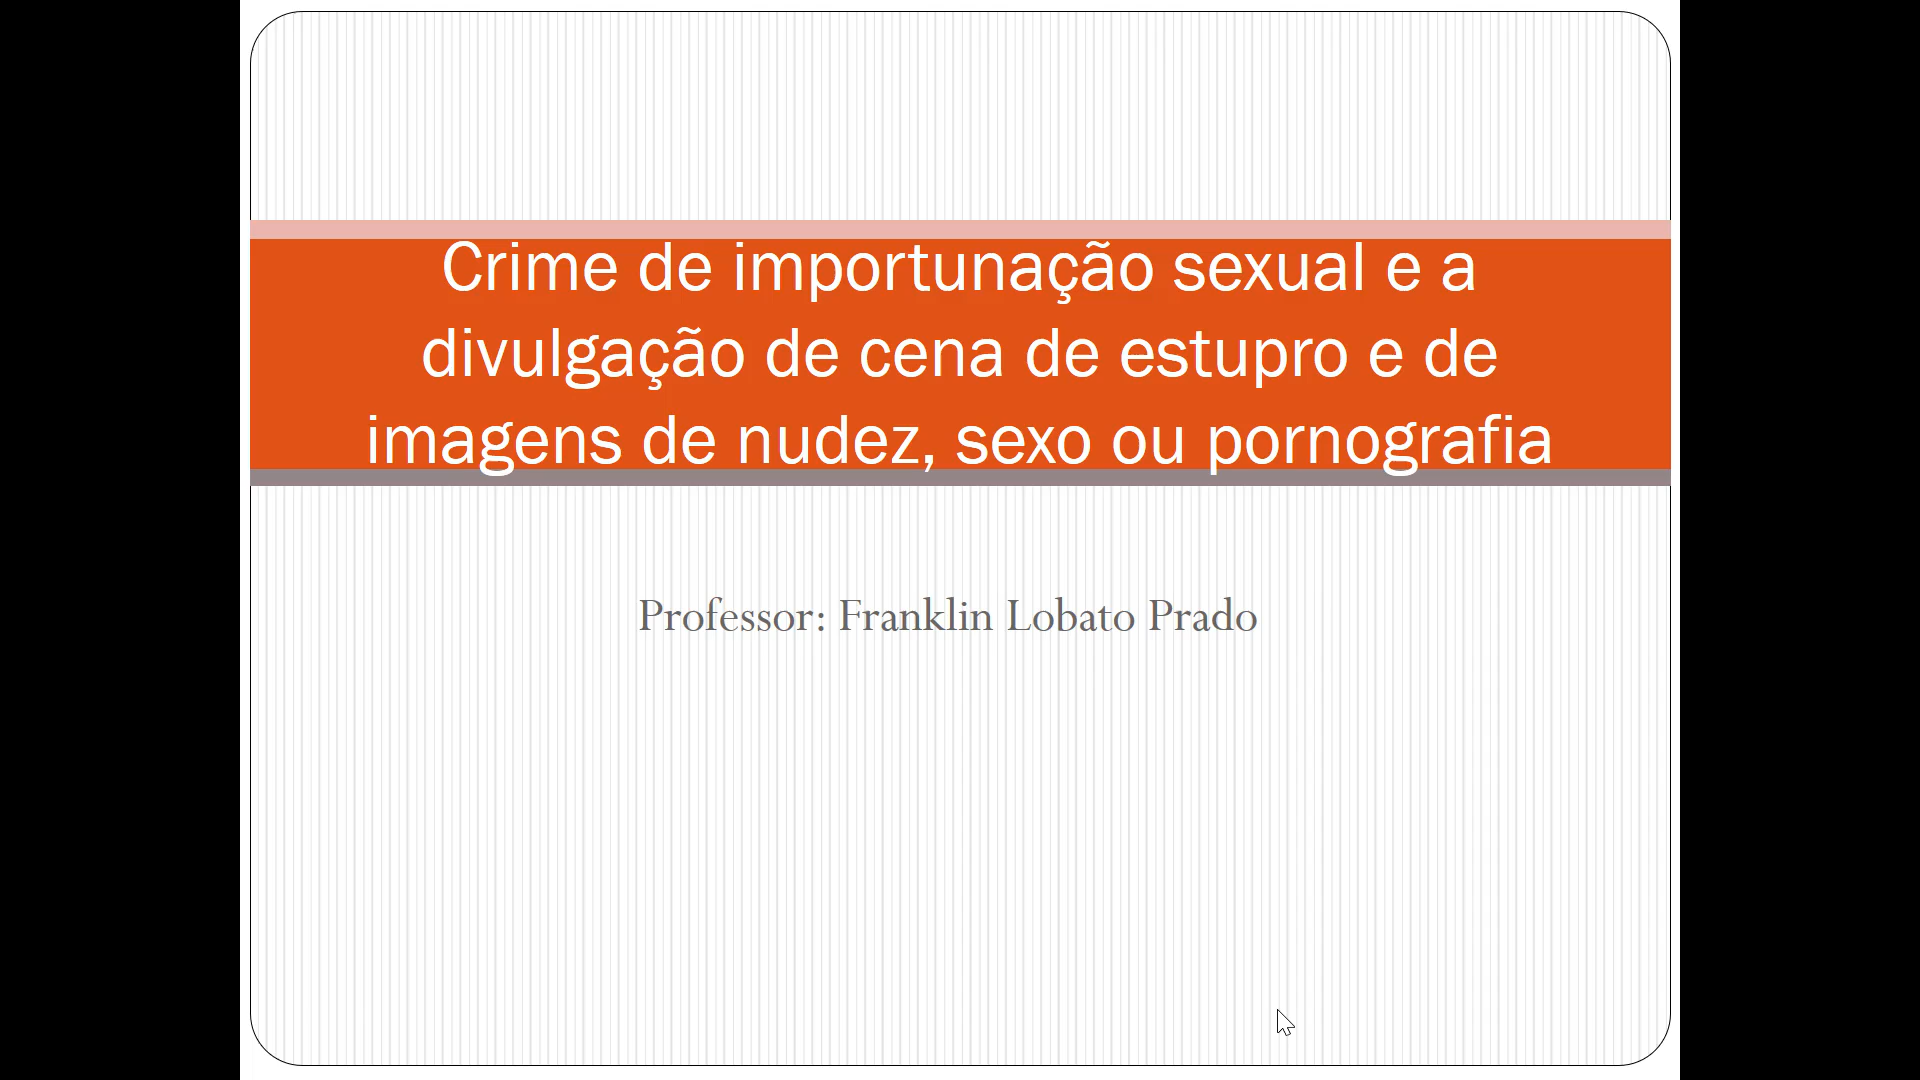 Crime de importunação sexual e a
divulgação de cena de estupro e de
imagens de nudez, sexo ou pornografia
Professor: Franklin Lobato Prado